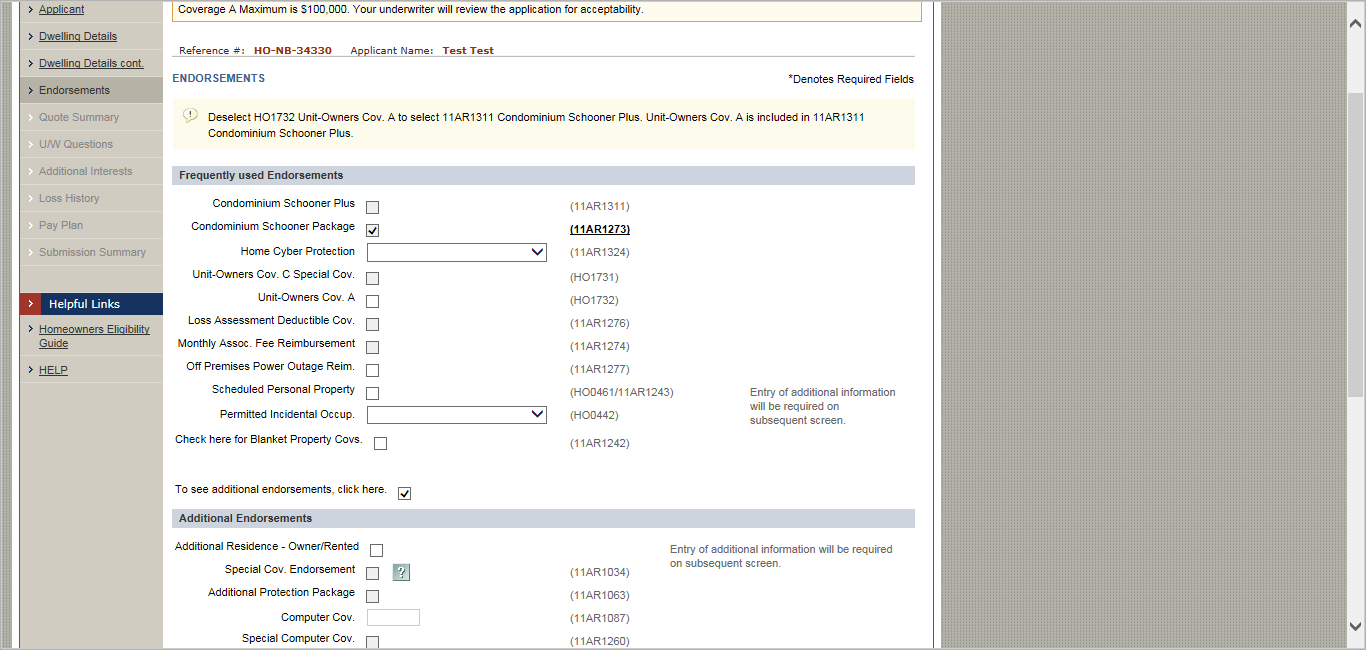 Applicant
Dwelling Details
Dwelling Details cont.
Endorsements
Quote Summary
U/W Questions
Additional Interests
Loss History
Pay Plan
Submission Summary
Helpful Links
Homeowners Eligibility
Guide
HELP
Coverage A Maximum is $100,000. Your underwriter will review the application for acceptability.
Reference #: HO-NB-34330 Applicant Name: Test Test
ENDORSEMENTS
*Denotes Required Fields
Deselect HO1732 Unit-Owners Cov. A to select 11AR1311 Condominium Schooner Plus. Unit-Owners Cov. A is included in 11AR1311
Condominium Schooner Plus.
Frequently used Endorsements
Condominium Schooner Plus (11AR1311)
Condominium Schooner Package (11AR1273)
Home Cyber Protection (11AR1324)
Unit-Owners Cov. C Special Cov. (HO1731)
Unit-Owners Cov. A (HO1732)
Loss Assessment Deductible Cov. (11AR1276)
Monthly Assoc. Fee Reimbursement (11AR1274)
Off Premises Power Outage Reim. (11AR1277)
Scheduled Personal Property (HO0461/11AR1243) Entry of additional information
will be required on
Permitted Incidental Occup. (HO0442) subsequent screen.
Check here for Blanket Property Covs. (11AR1242)
To see additional endorsements, click here.
Additional Endorsements
Additional Residence - Owner/Rented Entry of additional information will be required
on subsequent screen.
Special Cov. Endorsement ? (11AR1034)
Additional Protection Package (11AR1063)
Computer Cov. (11AR1087)
Special Computer Cov. (11AR1260)